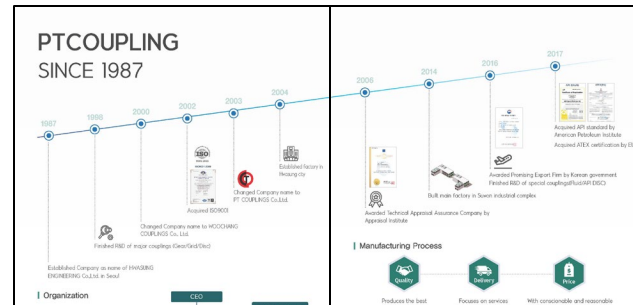 PTCOUPLING
SINCE 1987
1987
1998
2000
2002
2003
2004
ISO
Established factory in
Hwasung city
Changed Company name to
PT COUPLINGS Co.,Ltd.
Acquired ISO9001
Changed Company name to WOOCHANG
COUPLINGS Co., Ltd.
Finished R&D of major couplings (Gear/Grid/Disc)
Established Company as name of HWASUNG
ENGINEERING Co.,Ltd in Seoul
Organization
CEO
2006
2014
2016
2017
Acquired API standard by
American Petroleum Institute
Acquired ATEX certification by
Awarded Promising Export Firm by Korean government
Finished R&D of special couplings(Fluid/API DISC)
Built main factory in Suwon industrial complex
Awarded Technical Appraisal Assurance Company by
Appraisal Institute
Manufacturing Process
Quality
Delivery
Price
Produces the best
Focuses on services
With conscionable and reasonable